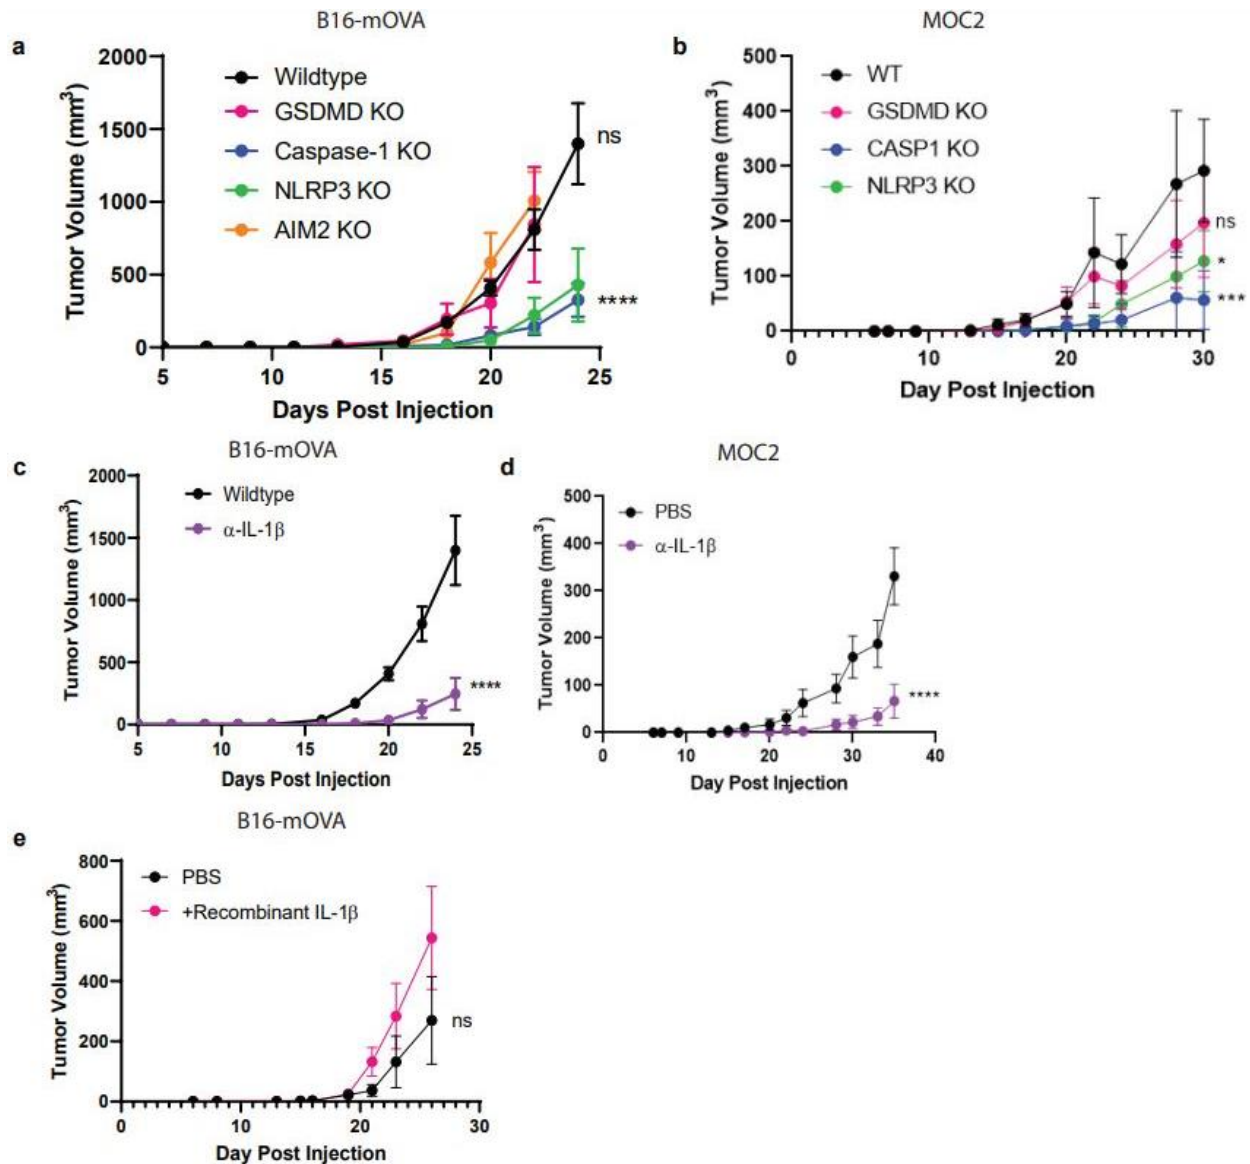 B16-mOVA
a
Tumor Volume (mm³)
2000
1500
1000
500
0
5 10 15 20 25
Days Post Injection
Wildtype
GSDMD KO
Caspase-1 KO
NLRP3 KO
AIM2 KO
ns
****
MOC2
b
Tumor Volume (mm³)
500
400
300
200
100
0
0 10 20 30
Day Post Injection
WT
GSDMD KO
CASP1 KO
NLRP3 KO
ns
*
***
B16-mOVA
c
Tumor Volume (mm³)
2000
1500
1000
500
0
5 10 15 20 25
Days Post Injection
Wildtype
α-IL-1β
****
MOC2
d
Tumor Volume (mm³)
500
400
300
200
100
0
0 10 20 30 40
Day Post Injection
PBS
α-IL-1β
****
B16-mOVA
e
Tumor Volume (mm³)
800
600
400
200
0
0 10 20 30
Day Post Injection
PBS
+Recombinant IL-1β
ns